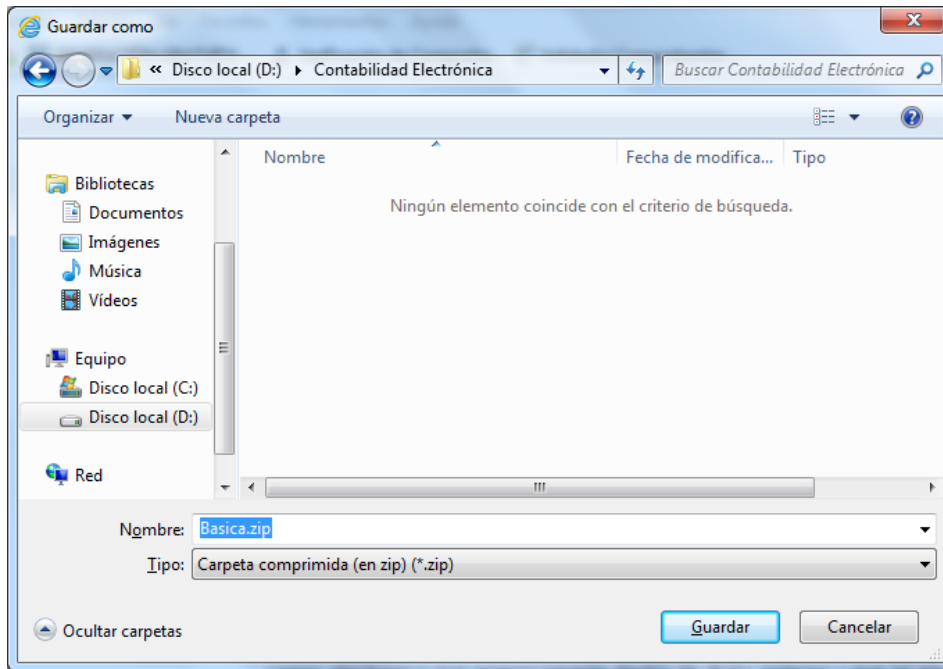 Guardar como
« Disco local (D:) ▸ Contabilidad Electrónica
Buscar Contabilidad Electrónica
Organizar
Nueva carpeta
Nombre
Fecha de modifica...
Tipo
Ningún elemento coincide con el criterio de búsqueda.
Bibliotecas
Documentos
Imágenes
Música
Vídeos
Equipo
Disco local (C:)
Disco local (D:)
Red
Nombre: Basica.zip
Tipo: Carpeta comprimida (en zip) (*.zip)
Ocultar carpetas
Guardar
Cancelar